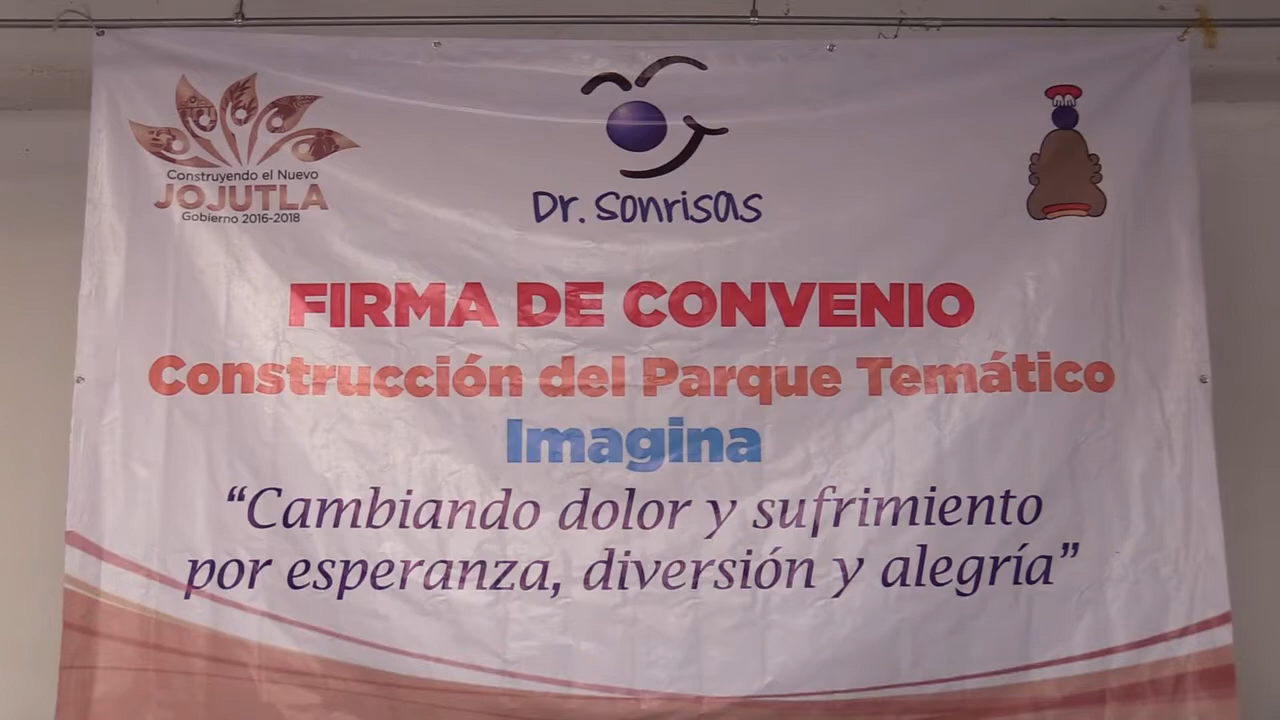 Construyendo el Nuevo
JOJUTLA
Gobierno 2016-2018
Dr. Sonrisas
FIRMA DE CONVENIO
Construcción del Parque Temático
Imagina
“Cambiando dolor y sufrimiento
por esperanza, diversión y alegría”